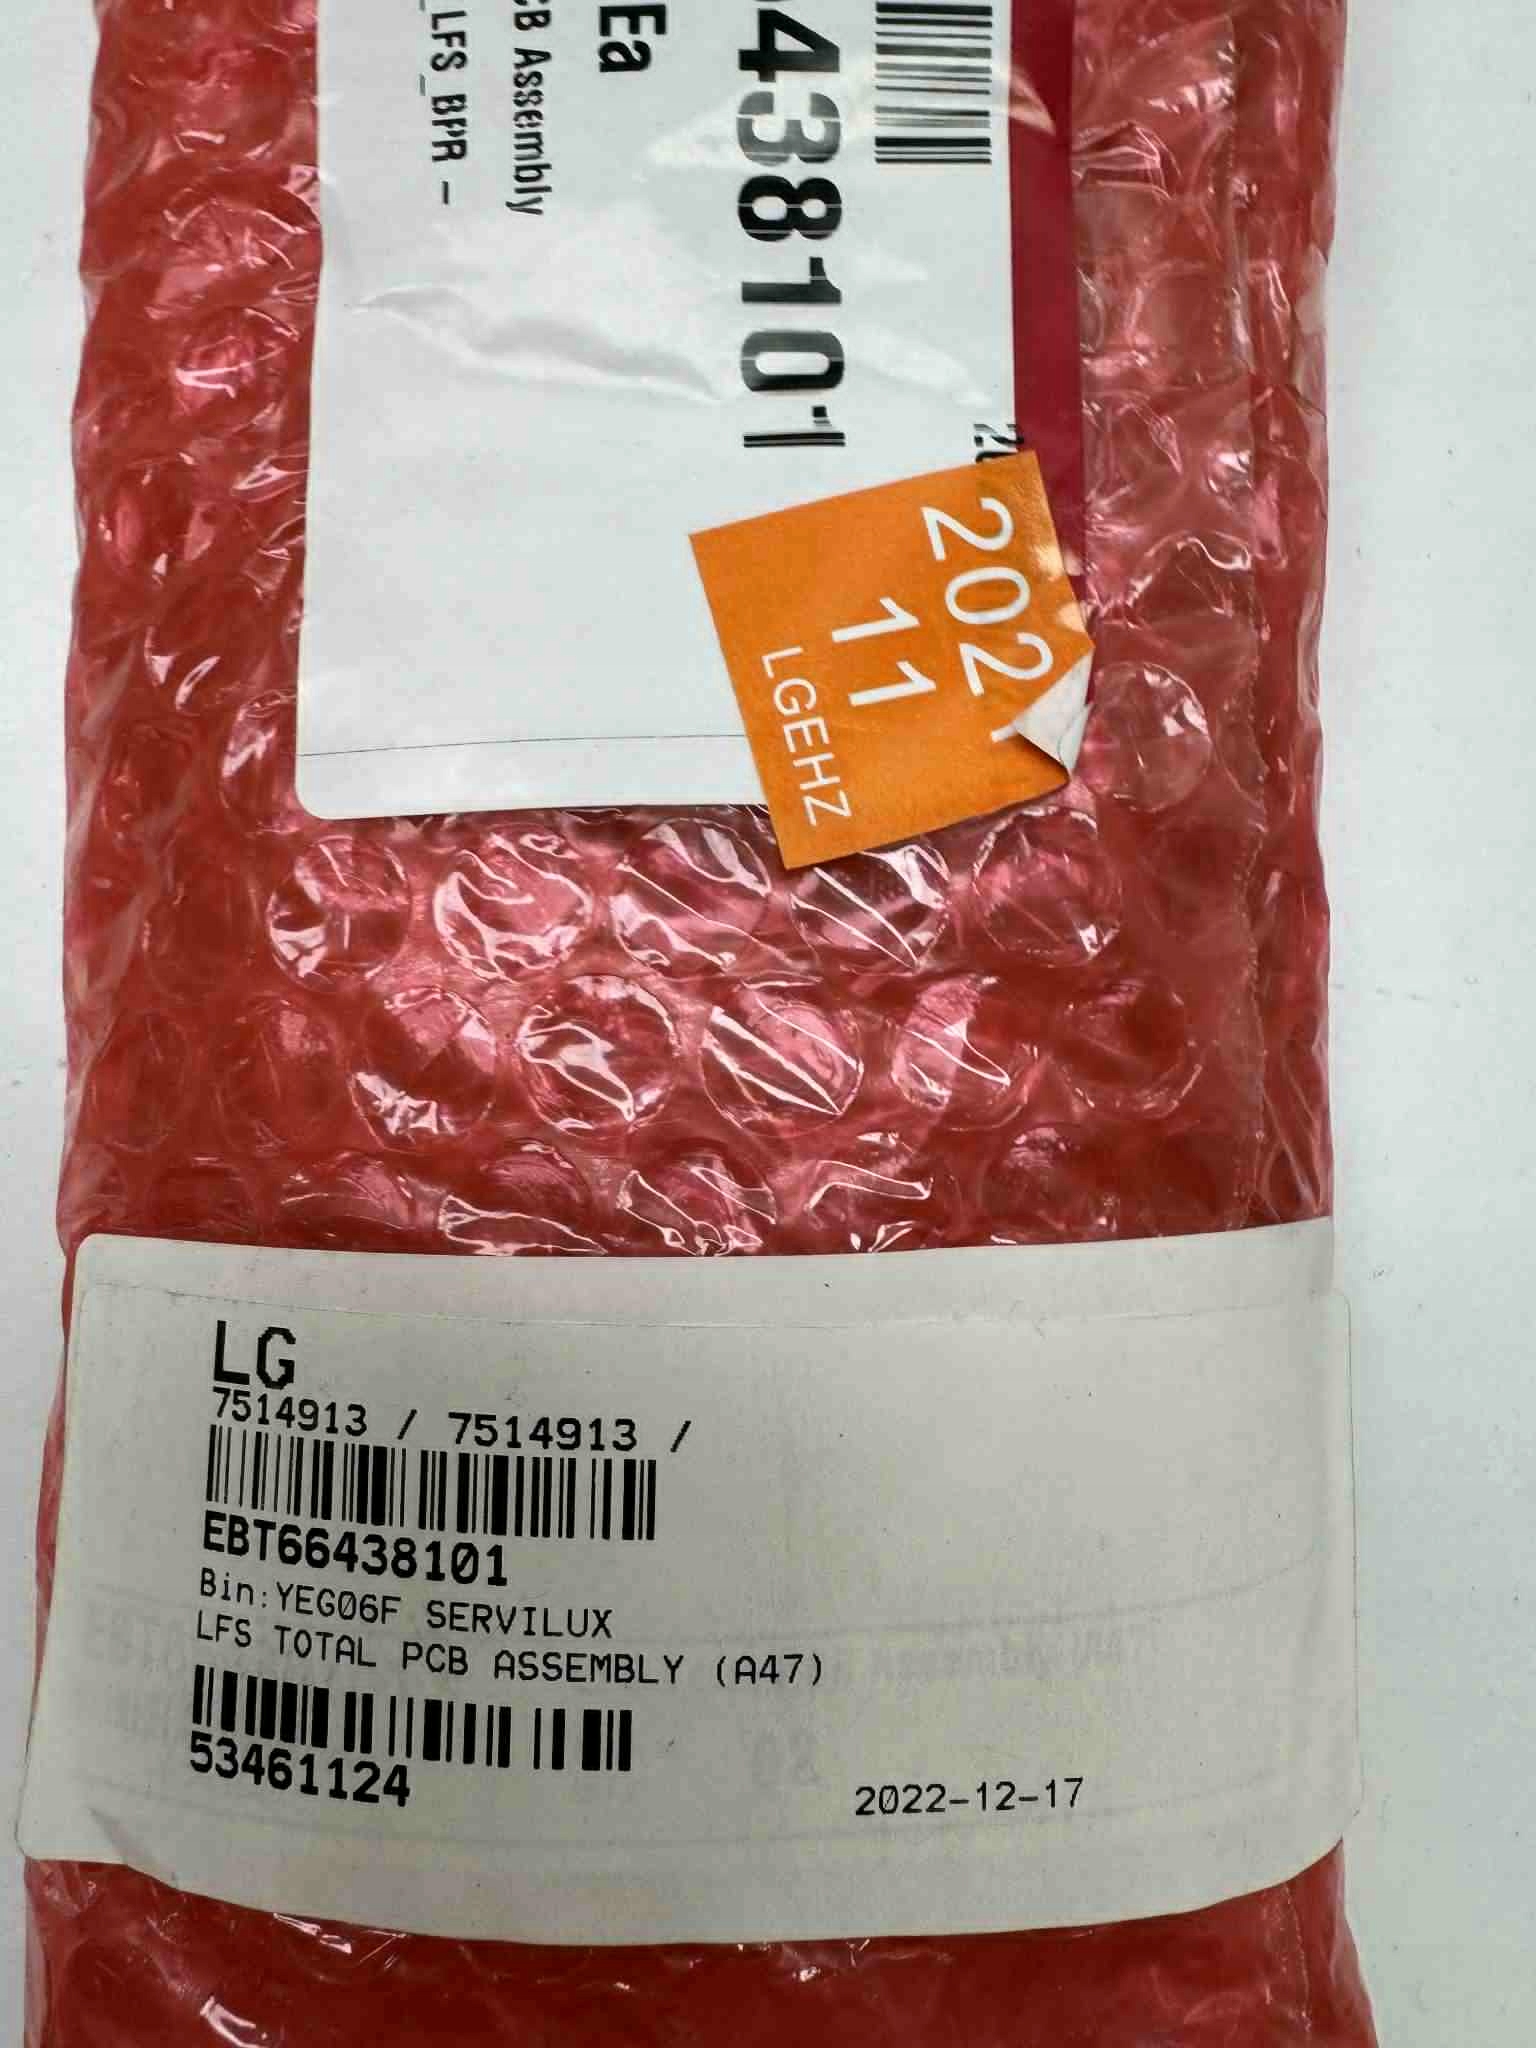 Ea
CB Assembly
_LFS_BPR -
438101
202
11
LGEHZ
LG
7514913 / 7514913 /
EBT66438101
Bin:YEG06F SERVILUX
LFS TOTAL PCB ASSEMBLY (A47)
53461124
2022-12-17